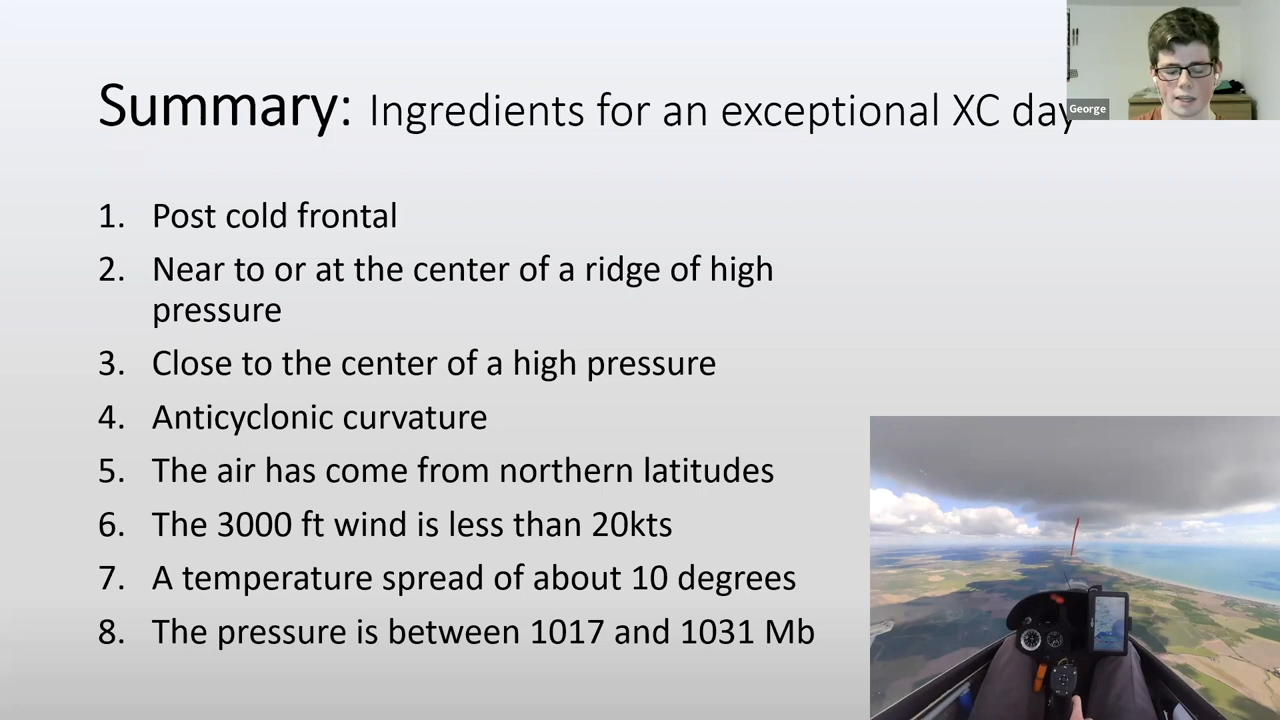 Summary: Ingredients for an exceptional XC day
George
1. Post cold frontal
2. Near to or at the center of a ridge of high
pressure
3. Close to the center of a high pressure
4. Anticyclonic curvature
5. The air has come from northern latitudes
6. The 3000 ft wind is less than 20kts
7. A temperature spread of about 10 degrees
8. The pressure is between 1017 and 1031 Mb